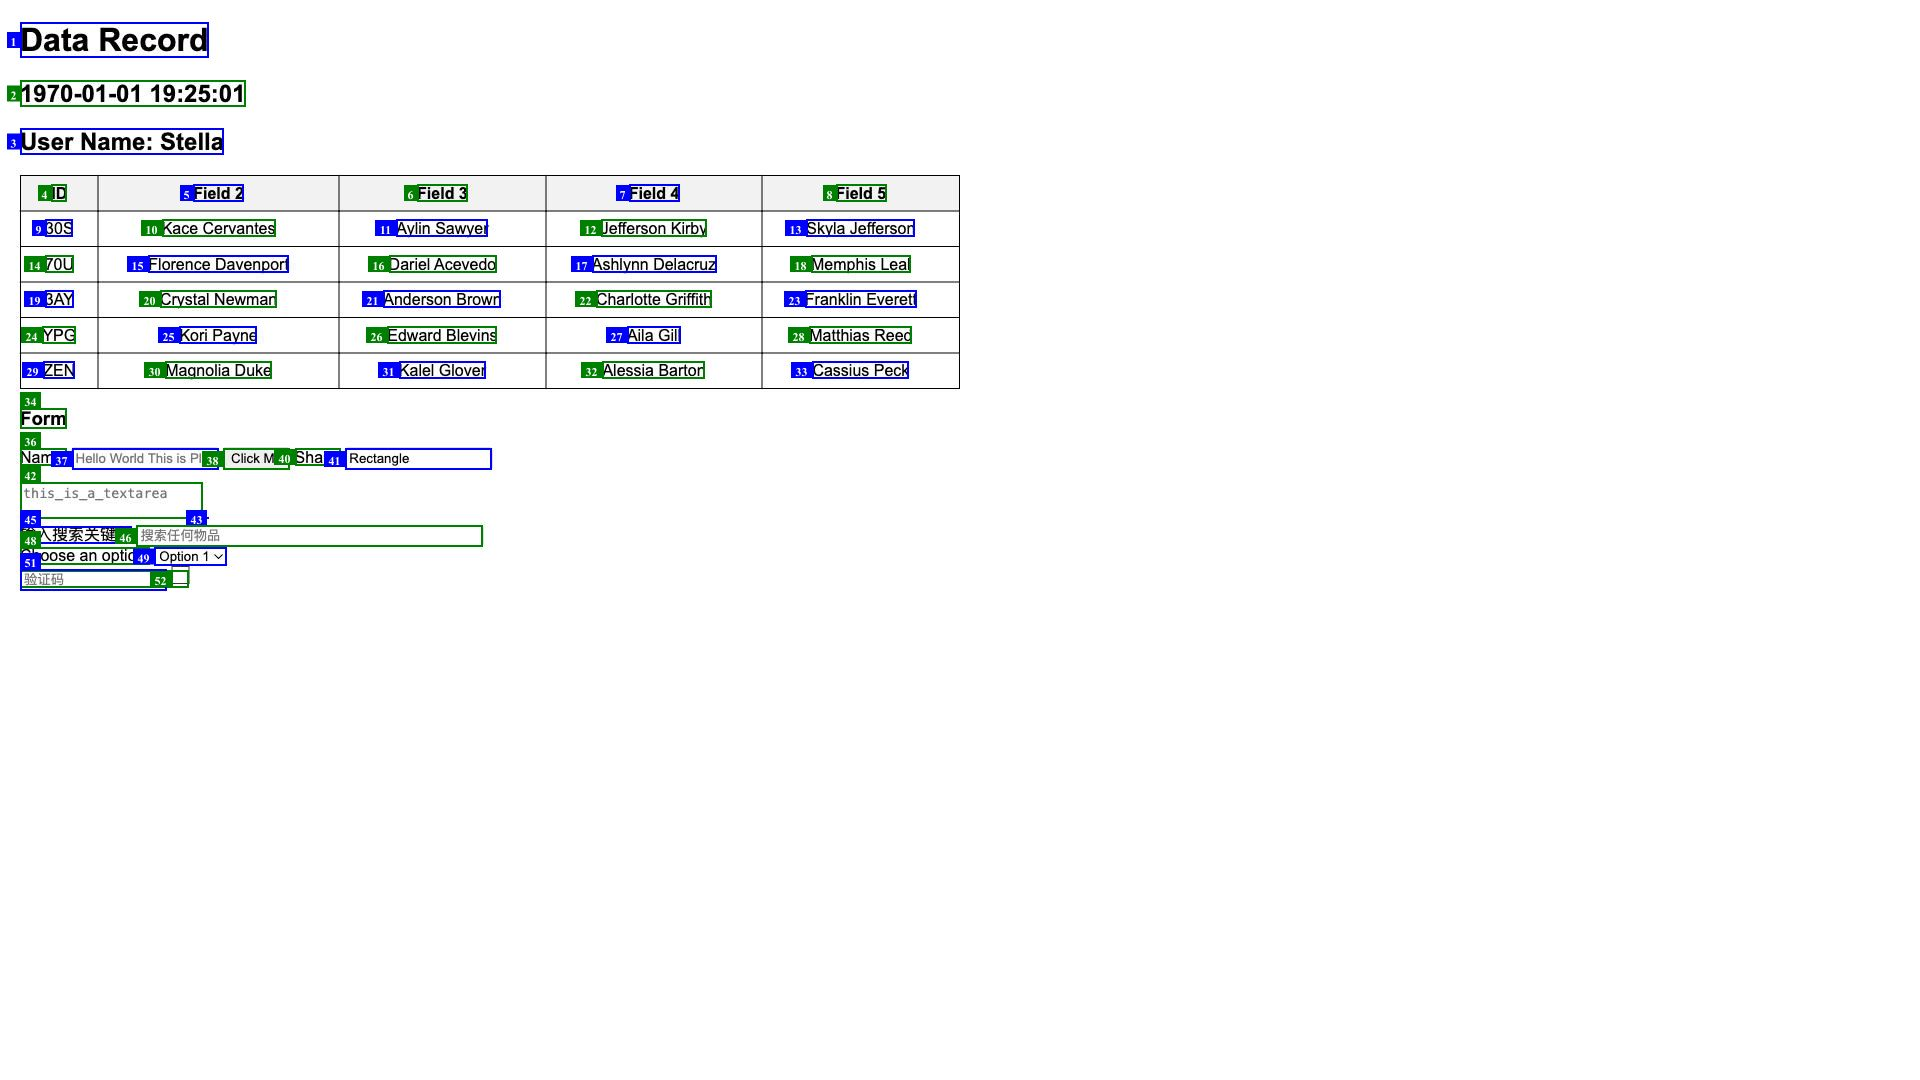 Data Record
1970-01-01 19:25:01
User Name: Stella
ID Field 2 Field 3 Field 4 Field 5
30S Kace Cervantes Aylin Sawyer Jefferson Kirby Skyla Jefferson
70U Florence Davenport Dariel Acevedo Ashlynn Delacruz Memphis Leal
3AY Crystal Newman Anderson Brown Charlotte Griffith Franklin Everett
YPG Kori Payne Edward Blevins Aila Gill Matthias Reed
ZEN Magnolia Duke Kalel Glover Alessia Barton Cassius Peck
Form
Hello World This is Pl Click M Rectangle
this_is_a_textarea
入搜索关键 搜索任何物品
an Option 1
验证码
1
2
3
4 5 6 7 8
9 10 11 12 13
14 15 16 17 18
19 20 21 22 23
24 25 26 27 28
29 30 31 32 33
34
36
37 38 40 41
42
45 43
46
48
49
51
52